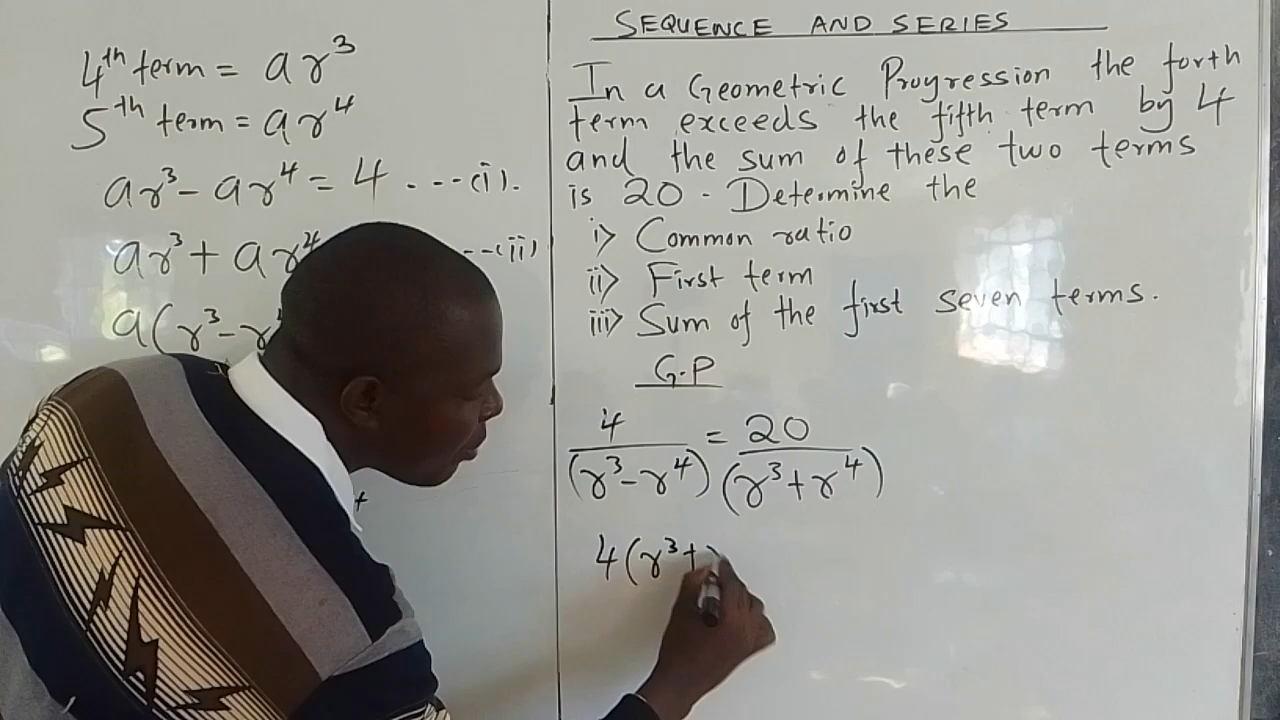 4th term = ar³
5th term = ar⁴
ar³ - ar⁴ = 4 ----(i).
ar³ + ar⁴ --(ii)
a(r³ - r⁴
SEQUENCE AND SERIES
In a Geometric Progression the forth
term exceeds the fifth term by 4
and the sum of these two terms
is 20. Determine the
i> Common ratio
ii> First term
iii> Sum of the first seven terms.
G.P
4/(r³ - r⁴) = 20/(r³ + r⁴)
4(r³+